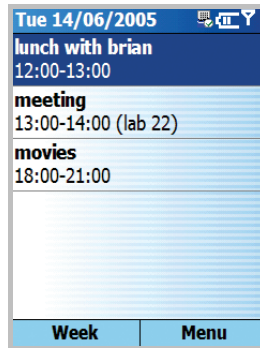 Tue 14/06/2005
lunch with brian
12:00-13:00
meeting
13:00-14:00 (lab 22)
movies
18:00-21:00
Week Menu